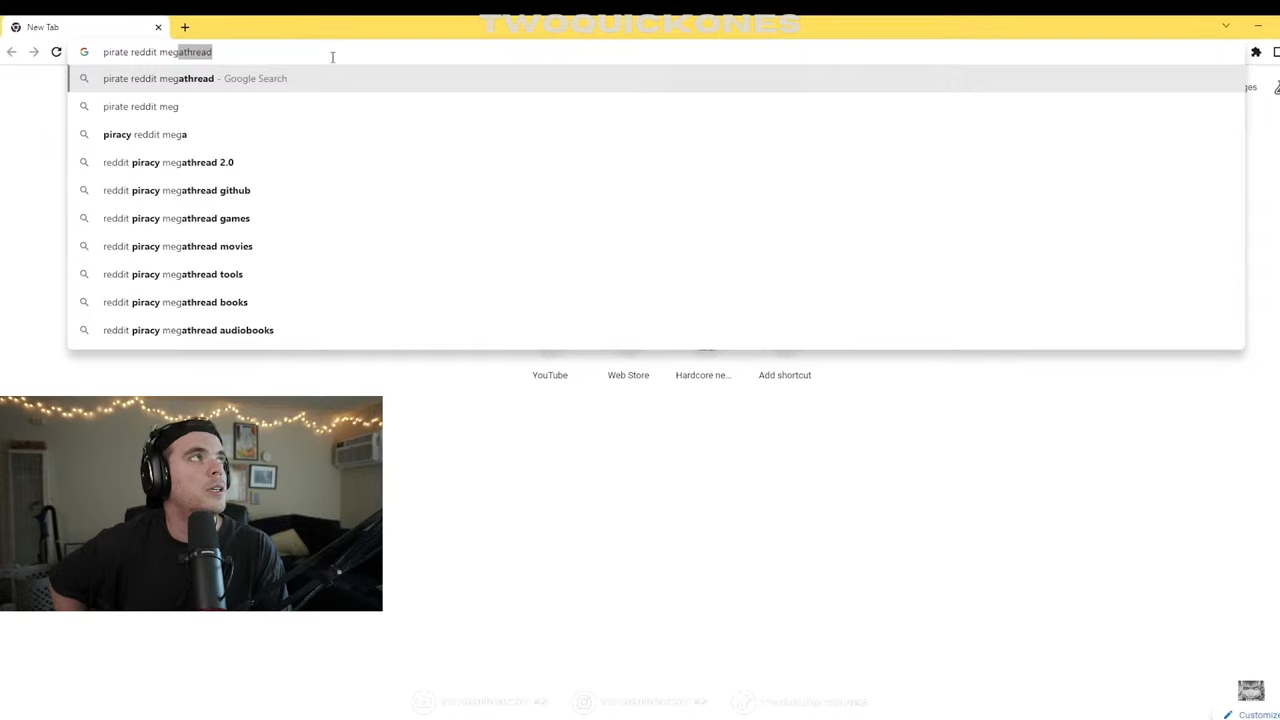 TWOQUICKONES
New Tab
pirate reddit megathread
pirate reddit megathread - Google Search
pirate reddit meg
piracy reddit mega
reddit piracy megathread 2.0
reddit piracy megathread github
reddit piracy megathread games
reddit piracy megathread movies
reddit piracy megathread tools
reddit piracy megathread books
reddit piracy megathread audiobooks
YouTube
Web Store
Hardcore ne...
Add shortcut
Customize